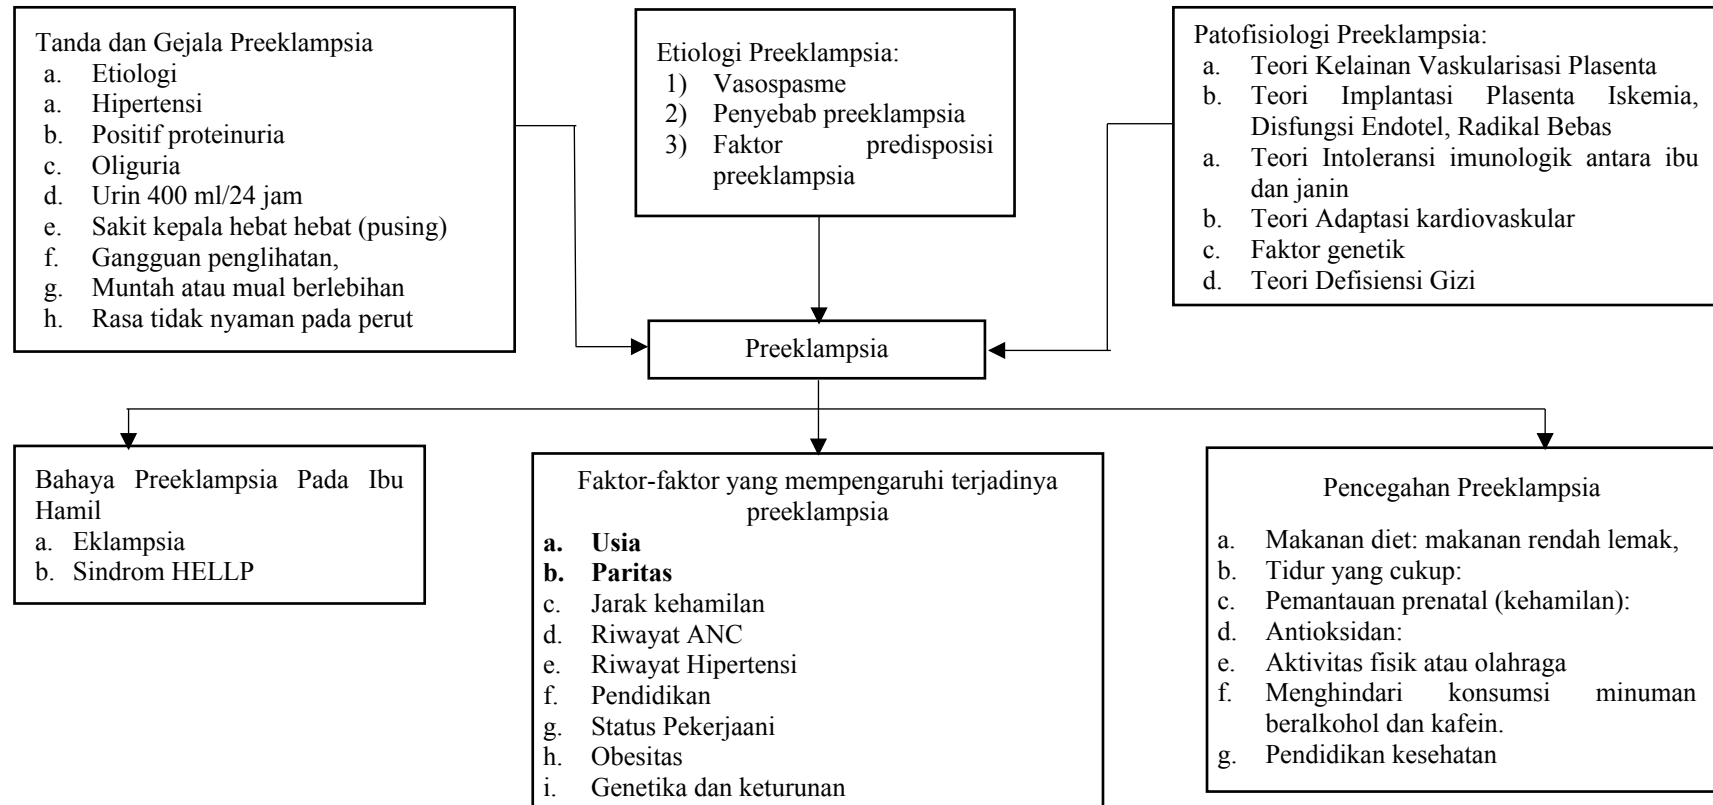 Tanda dan Gejala Preeklampsia
a. Etiologi
a. Hipertensi
b. Positif proteinuria
c. Oliguria
d. Urin 400 ml/24 jam
e. Sakit kepala hebat hebat (pusing)
f. Gangguan penglihatan,
g. Muntah atau mual berlebihan
h. Rasa tidak nyaman pada perut
Etiologi Preeklampsia:
1) Vasospasme
2) Penyebab preeklampsia
3) Faktor predisposisi
preeklampsia
Patofisiologi Preeklampsia:
a. Teori Kelainan Vaskularisasi Plasenta
b. Teori Implantasi Plasenta Iskemia,
Disfungsi Endotel, Radikal Bebas
a. Teori Intoleransi imunologik antara ibu
dan janin
b. Teori Adaptasi kardiovaskular
c. Faktor genetik
d. Teori Defisiensi Gizi
Preeklampsia
Bahaya Preeklampsia Pada Ibu
Hamil
a. Eklampsia
b. Sindrom HELLP
Faktor-faktor yang mempengaruhi terjadinya
preeklampsia
a. Usia
b. Paritas
c. Jarak kehamilan
d. Riwayat ANC
e. Riwayat Hipertensi
f. Pendidikan
g. Status Pekerjaani
h. Obesitas
i. Genetika dan keturunan
Pencegahan Preeklampsia
a. Makanan diet: makanan rendah lemak,
b. Tidur yang cukup:
c. Pemantauan prenatal (kehamilan):
d. Antioksidan:
e. Aktivitas fisik atau olahraga
f. Menghindari konsumsi minuman
beralkohol dan kafein.
g. Pendidikan kesehatan